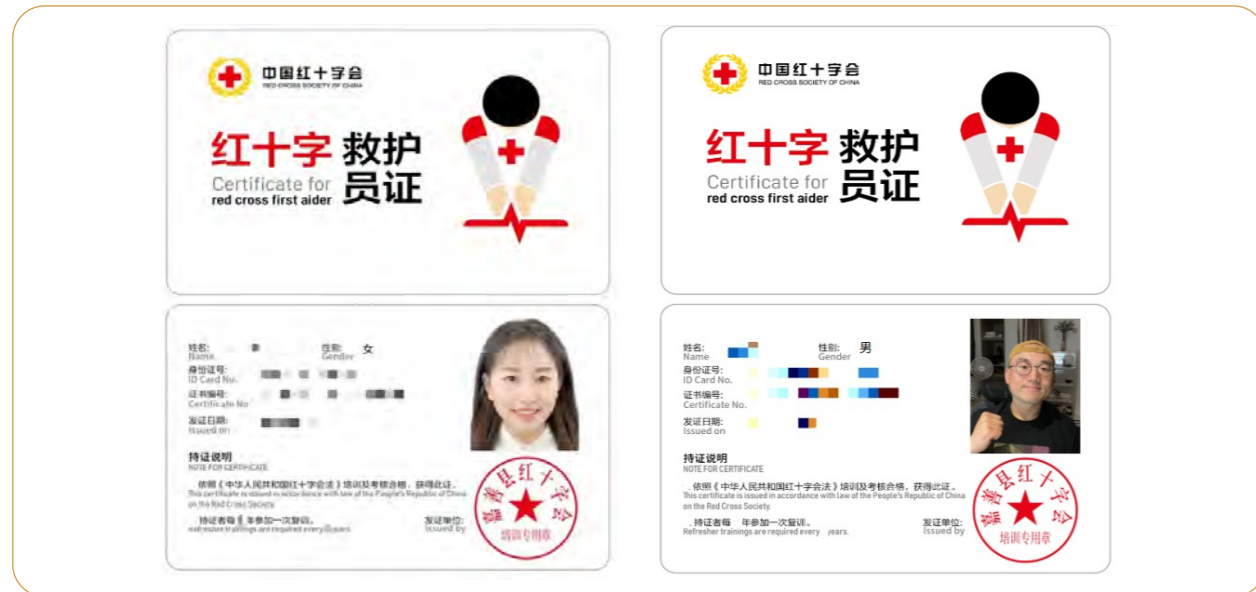 中国红十字会
RED CROSS SOCIETY OF CHINA
红十字 救护
Certificate for
red cross first aider 员证
中国红十字会
RED CROSS SOCIETY OF CHINA
红十字 救护
Certificate for
red cross first aider 员证
姓名: 性别: 女
Name Gender
身份证号:
ID Card No.
证书编号:
Certificate No
发证日期:
Issued on
持证说明
NOTE FOR CERTIFICATE
依照《中华人民共和国红十字会法》培训及考核合格，获得此证。
This certificate is issued in accordance with law of the People's Republic of China
on the Red Cross Society.
持证者每 年参加一次复训。 发证单位:
Refresher trainings are required every years. Issued by
嘉善县红十字会
培训专用章
姓名: 性别: 男
Name Gender
身份证号:
ID Card No.
证书编号:
Certificate No.
发证日期:
Issued on
持证说明
NOTE FOR CERTIFICATE
依照《中华人民共和国红十字会法》培训及考核合格，获得此证。
This certificate is issued in accordance with law of the People's Republic of China
on the Red Cross Society.
持证者每 年参加一次复训。 发证单位:
Refresher trainings are required every years. Issued by
嘉善县红十字会
培训专用章